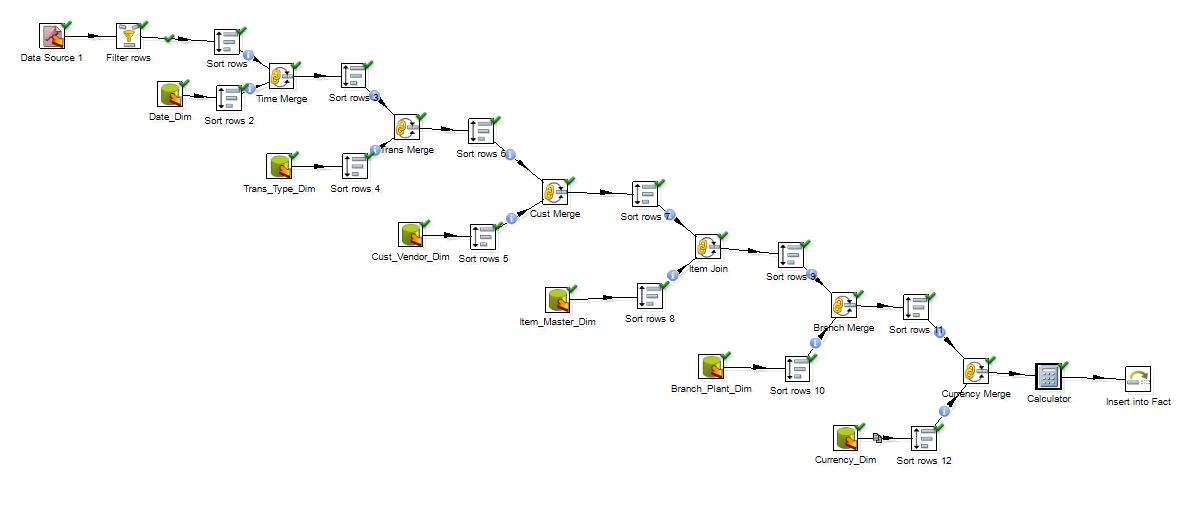 Data Source 1
Filter rows
Sort rows
Time Merge
Sort rows 3
Date_Dim
Sort rows 2
Trans Merge
Sort rows 6
Trans_Type_Dim
Sort rows 4
Cust Merge
Sort rows 7
Cust_Vendor_Dim
Sort rows 5
Item Join
Sort rows 9
Item_Master_Dim
Sort rows 8
Branch Merge
Sort rows 11
Branch_Plant_Dim
Sort rows 10
Currency Merge
Calculator
Insert into Fact
Currency_Dim
Sort rows 12